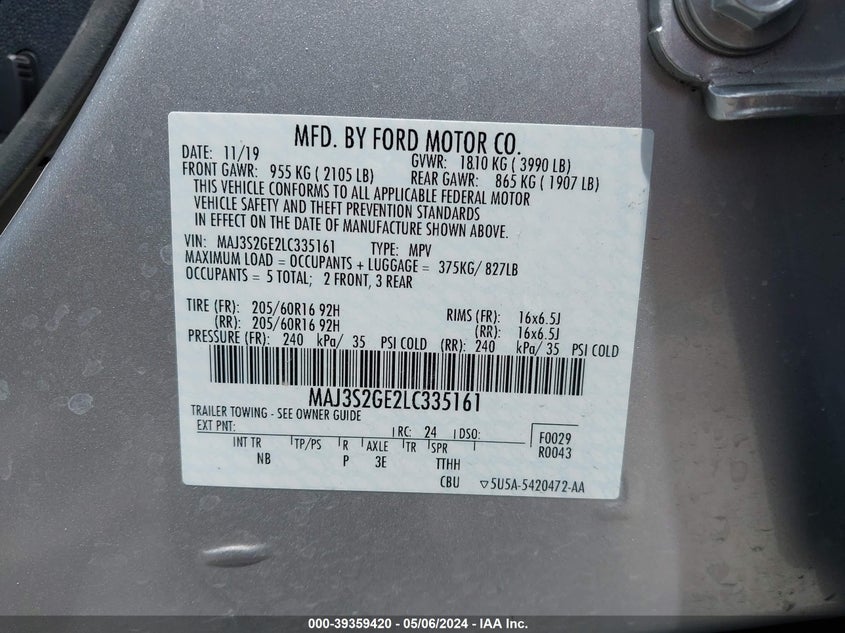 MFD. BY FORD MOTOR CO.
DATE: 11/19 GVWR: 1810 KG ( 3990 LB)
FRONT GAWR: 955 KG ( 2105 LB) REAR GAWR: 865 KG ( 1907 LB)
THIS VEHICLE CONFORMS TO ALL APPLICABLE FEDERAL MOTOR
VEHICLE SAFETY AND THEFT PREVENTION STANDARDS
IN EFFECT ON THE DATE OF MANUFACTURE SHOWN ABOVE.
VIN: MAJ3S2GE2LC335161 TYPE: MPV
MAXIMUM LOAD = OCCUPANTS + LUGGAGE = 375KG/ 827LB
OCCUPANTS = 5 TOTAL; 2 FRONT, 3 REAR
TIRE (FR): 205/60R16 92H RIMS (FR): 16x6.5J
(RR): 205/60R16 92H (RR): 16x6.5J
PRESSURE (FR): 240 kPa/ 35 PSI COLD (RR): 240 kPa/ 35 PSI COLD
MAJ3S2GE2LC335161
TRAILER TOWING - SEE OWNER GUIDE
EXT PNT: RC: 24 DSO: F0029
R0043
INT TR TP/PS R AXLE TR SPR
NB P 3E TTHH
CBU ▽5U5A-5420472-AA
000-39359420 - 05/06/2024 - IAA Inc.